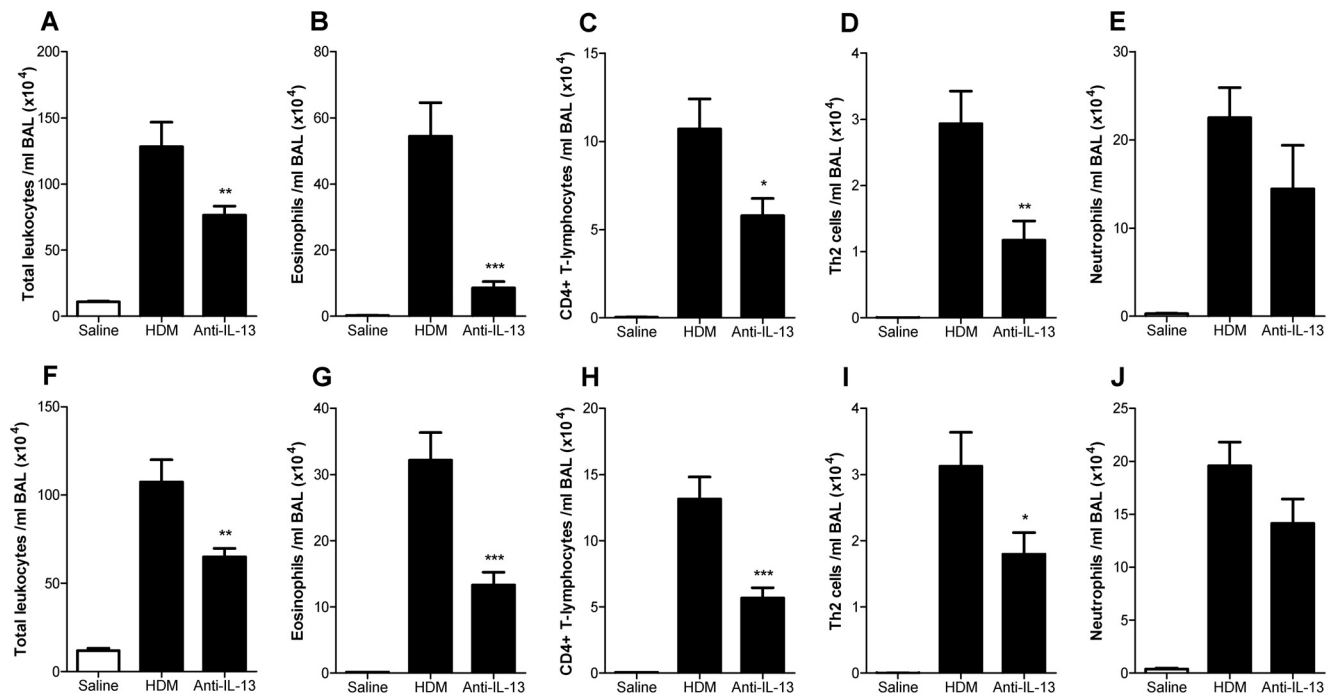 A B C D E
Total leukocytes /ml BAL (x10⁴)
200
150
100
50
0
**
Saline HDM Anti-IL-13
Eosinophils /ml BAL (x10⁴)
80
60
40
20
0
***
Saline HDM Anti-IL-13
CD4+ T-lymphocytes /ml BAL (x10⁴)
15
10
5
0
*
Saline HDM Anti-IL-13
Th2 cells /ml BAL (x10⁴)
4
3
2
1
0
**
Saline HDM Anti-IL-13
Neutrophils /ml BAL (x10⁴)
30
20
10
0
Saline HDM Anti-IL-13
F G H I J
Total leukocytes /ml BAL (x10⁴)
150
100
50
0
**
Saline HDM Anti-IL-13
Eosinophils /ml BAL (x10⁴)
40
30
20
10
0
***
Saline HDM Anti-IL-13
CD4+ T-lymphocytes /ml BAL (x10⁴)
20
15
10
5
0
***
Saline HDM Anti-IL-13
Th2 cells /ml BAL (x10⁴)
4
3
2
1
0
*
Saline HDM Anti-IL-13
Neutrophils /ml BAL (x10⁴)
25
20
15
10
5
0
Saline HDM Anti-IL-13